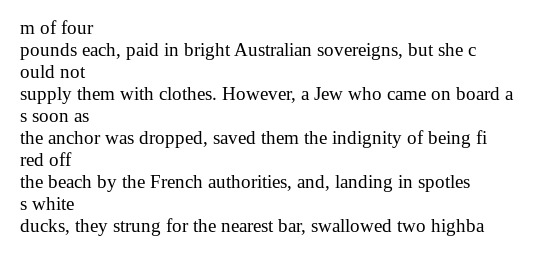 m of four
pounds each, paid in bright Australian sovereigns, but she c
ould not
supply them with clothes. However, a Jew who came on board a
s soon as
the anchor was dropped, saved them the indignity of being fi
red off
the beach by the French authorities, and, landing in spotles
s white
ducks, they strung for the nearest bar, swallowed two highba